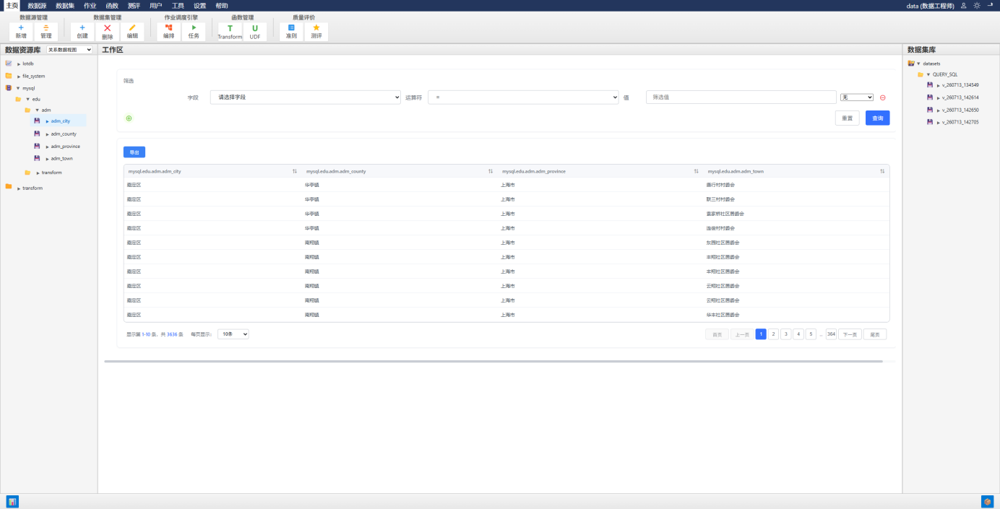 主页 数据源 数据集 作业 函数 测评 用户 工具 设置 帮助 data (数据工程师)
数据源管理 数据集管理 作业调度引擎 函数管理 质量评价
新增 管理 创建 删除 编辑 编排 任务 Transform UDF 准则 测评
数据资源库 关系数据视图 工作区 数据集库
iotdb
file_system
mysql
edu
adm
adm_city
adm_county
adm_province
adm_town
transform
transform
筛选
字段 请选择字段 运算符 = 值 筛选值 无
重置 查询
导出
mysql.edu.adm.adm_city mysql.edu.adm.adm_county mysql.edu.adm.adm_province mysql.edu.adm.adm_town
嘉定区 华亭镇 上海市 唐行村村委会
嘉定区 华亭镇 上海市 联三村村委会
嘉定区 华亭镇 上海市 袁家桥社区居委会
嘉定区 华亭镇 上海市 连俊村村委会
嘉定区 南翔镇 上海市 东园社区居委会
嘉定区 南翔镇 上海市 丰翔社区居委会
嘉定区 南翔镇 上海市 丰翔社区居委会
嘉定区 南翔镇 上海市 云翔社区居委会
嘉定区 南翔镇 上海市 云翔社区居委会
嘉定区 南翔镇 上海市 华丰社区居委会
显示第 1-10 条，共 3636 条 每页显示： 10条 首页 上一页 1 2 3 4 5 ... 364 下一页 尾页
datasets
QUERY_SQL
v_260713_134549
v_260713_142614
v_260713_142650
v_260713_142705